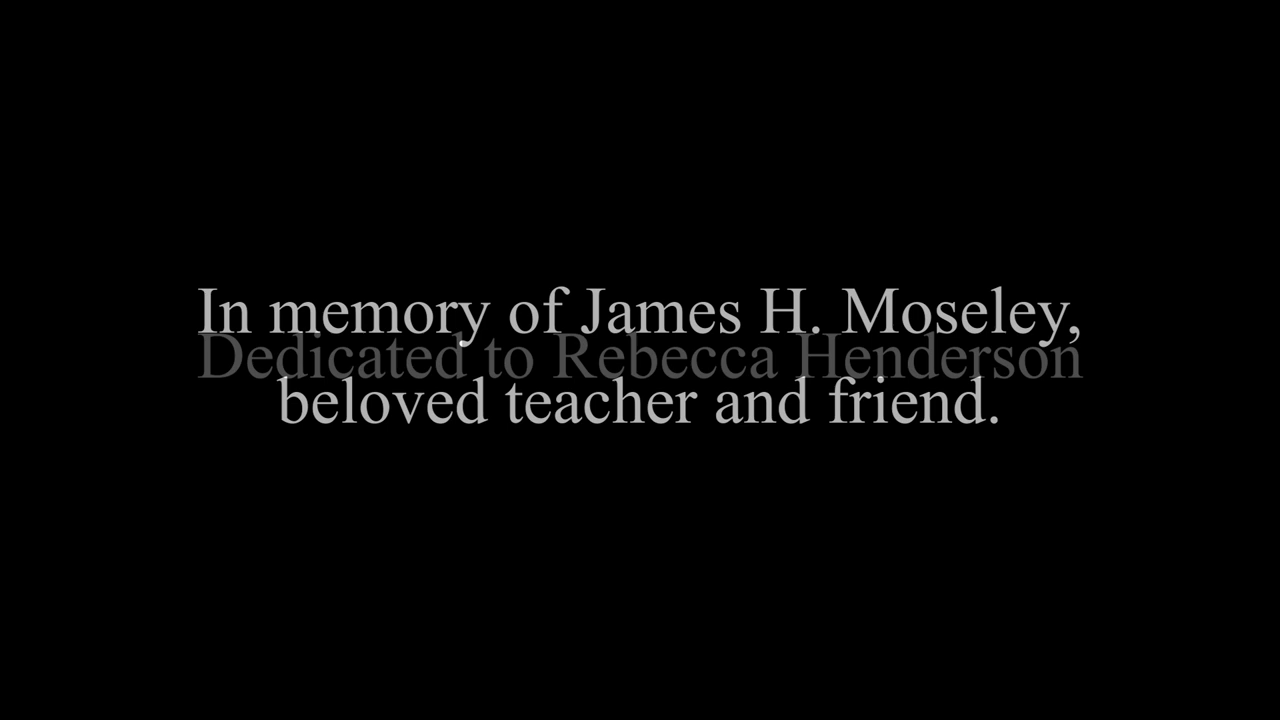 In memory of James H. Moseley,
Dedicated to Rebecca Henderson
beloved teacher and friend.